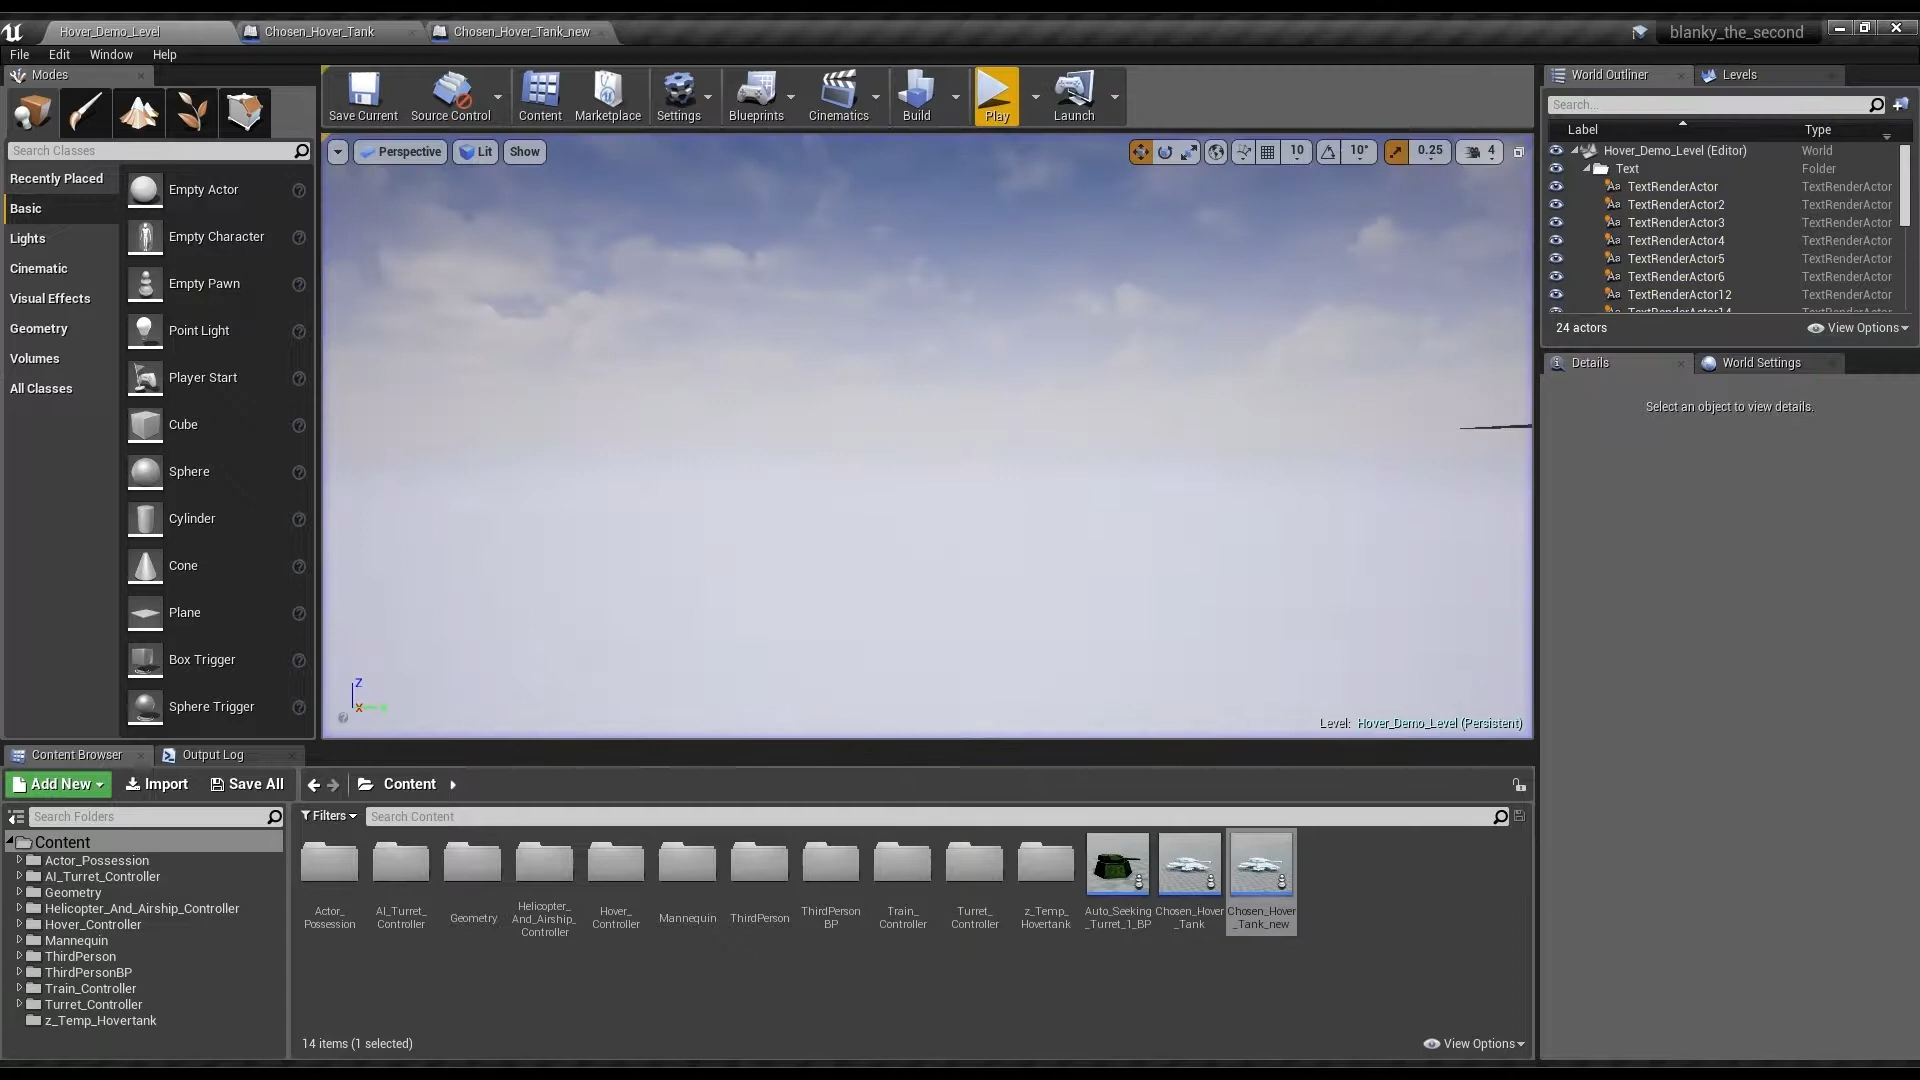 Hover_Demo_Level
Chosen_Hover_Tank
Chosen_Hover_Tank_new
blanky_the_second
File
Edit
Window
Help
Modes
Search Classes
Recently Placed
Basic
Lights
Cinematic
Visual Effects
Geometry
Volumes
All Classes
Empty Actor
Empty Character
Empty Pawn
Point Light
Player Start
Cube
Sphere
Cylinder
Cone
Plane
Box Trigger
Sphere Trigger
Save Current
Source Control
Content
Marketplace
Settings
Blueprints
Cinematics
Build
Play
Launch
Perspective
Lit
Show
10
10°
0.25
4
Z
X
Level: Hover_Demo_Level (Persistent)
World Outliner
Levels
Search...
Label
Type
Hover_Demo_Level (Editor)
World
Text
Folder
TextRenderActor
TextRenderActor
TextRenderActor2
TextRenderActor
TextRenderActor3
TextRenderActor
TextRenderActor4
TextRenderActor
TextRenderActor5
TextRenderActor
TextRenderActor6
TextRenderActor
TextRenderActor12
TextRenderActor
TextRenderActor14
TextRenderActor
24 actors
View Options
Details
World Settings
Select an object to view details.
Content Browser
Output Log
Add New
Import
Save All
Content
Search Folders
Content
Actor_Possession
AI_Turret_Controller
Geometry
Helicopter_And_Airship_Controller
Hover_Controller
Mannequin
ThirdPerson
ThirdPersonBP
Train_Controller
Turret_Controller
z_Temp_Hovertank
Filters
Search Content
Actor_
Possession
AI_Turret_
Controller
Geometry
Helicopter_
And_Airship_
Controller
Hover_
Controller
Mannequin
ThirdPerson
ThirdPerson
BP
Train_
Controller
Turret_
Controller
z_Temp_
Hovertank
Auto_Seeking
_Turret_1_BP
Chosen_Hover
_Tank
Chosen_Hover
_Tank_new
14 items (1 selected)
View Options